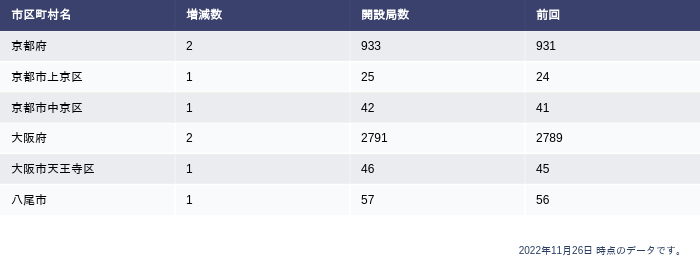 市区町村名 増減数 開設局数 前回
京都府 2 933 931
京都市上京区 1 25 24
京都市中京区 1 42 41
大阪府 2 2791 2789
大阪市天王寺区 1 46 45
八尾市 1 57 56
2022年11月26日 時点のデータです。